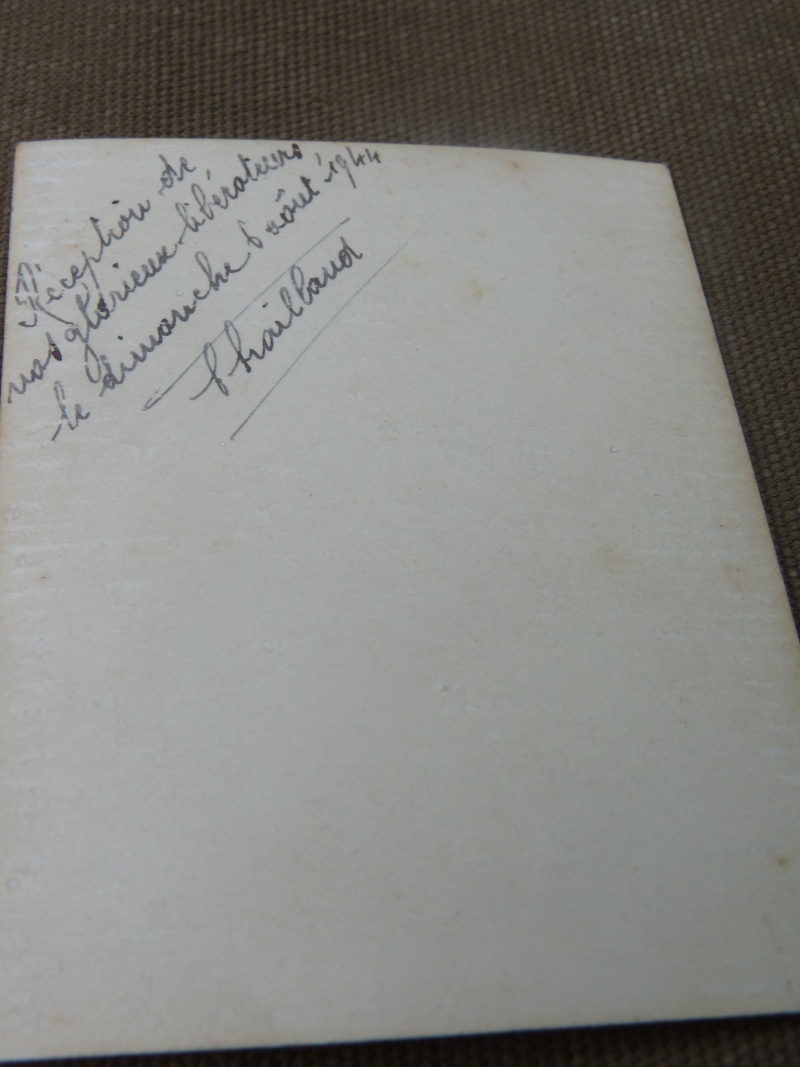 Réception de
nos glorieux libérateurs
le dimanche 6 août 1944